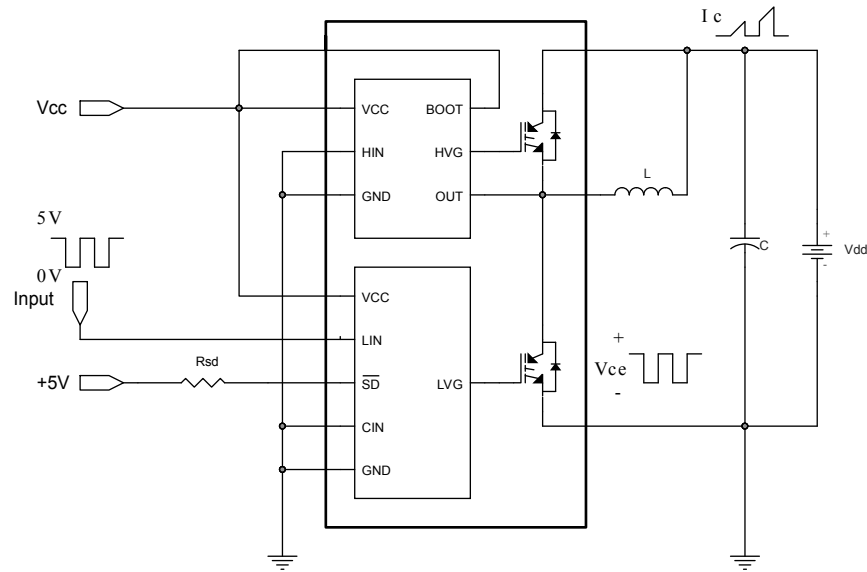 I c
Vcc
VCC BOOT
HIN HVG
GND OUT
L
5V
0V
Input
C
+
Vdd
-
VCC
LIN
Rsd
+5V
SD LVG
CIN
GND
+
Vce
-